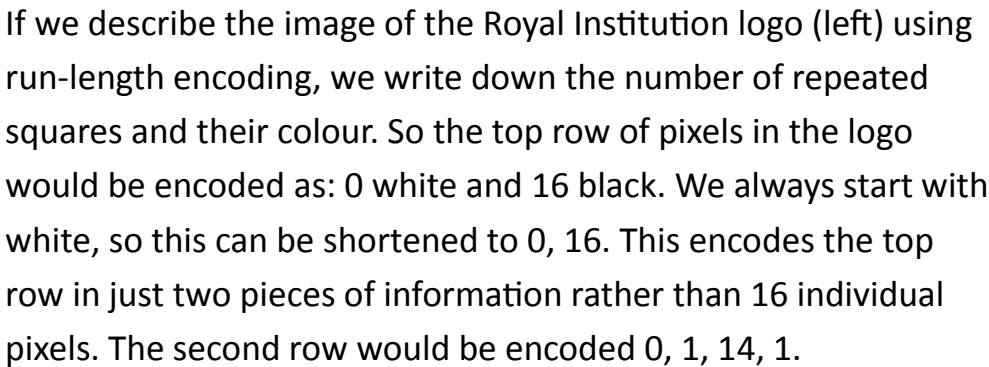 If we describe the image of the Royal Institution logo (left) using
run-length encoding, we write down the number of repeated
squares and their colour. So the top row of pixels in the logo
would be encoded as: 0 white and 16 black. We always start with
white, so this can be shortened to 0, 16. This encodes the top
row in just two pieces of information rather than 16 individual
pixels. The second row would be encoded 0, 1, 14, 1.